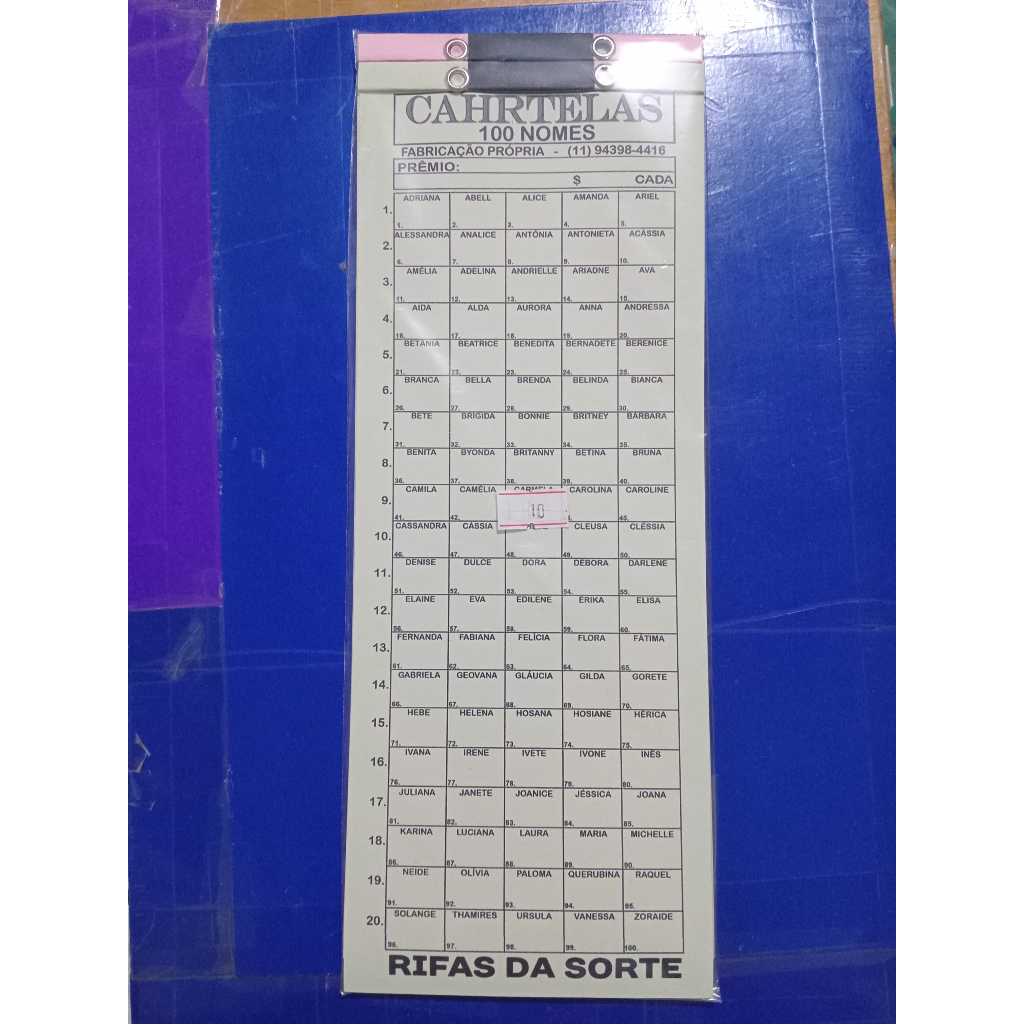 CAHRTELAS
100 NOMES
FABRICAÇÃO PRÓPRIA - (11) 94398-4416
PRÊMIO:
$ CADA
1. ADRIANA ABELL ALICE AMANDA ARIEL
1. 2. 3. 4. 5.
2. ALESSANDRA ANALICE ANTÔNIA ANTONIETA ACÁSSIA
6. 7. 8. 9. 10.
3. AMÉLIA ADELINA ANDRIELLE ARIADNE AVA
11. 12. 13. 14. 15.
4. AIDA ALDA AURORA ANNA ANDRESSA
16. 17. 18. 19. 20.
5. BETÂNIA BEATRICE BENEDITA BERNADETE BERENICE
21. 22. 23. 24. 25.
6. BRANCA BELLA BRENDA BELINDA BIANCA
26. 27. 28. 29. 30.
7. BETE BRIGIDA BONNIE BRITNEY BÁRBARA
31. 32. 33. 34. 35.
8. BENITA BYONDA BRITANNY BETINA BRUNA
36. 37. 38. 39. 40.
9. CAMILA CAMÉLIA CARMELA CAROLINA CAROLINE
10
41. 42. 45.
10. CASSANDRA CÁSSIA CLEUSA CLÉSSIA
46. 47. 48. 49. 50.
11. DENISE DULCE DORA DÉBORA DARLENE
51. 52. 53. 54. 55.
12. ELAINE EVA EDILENE ÉRIKA ELISA
56. 57. 58. 59. 60.
13. FERNANDA FABIANA FELÍCIA FLORA FÁTIMA
61. 62. 63. 64. 65.
14. GABRIELA GEOVANA GLÁUCIA GILDA GORETE
66. 67. 68. 69. 70.
15. HEBE HELENA HOSANA HOSIANE HÉRICA
71. 72. 73. 74. 75.
16. IVANA IRENE IVETE IVONE INÊS
76. 77. 78. 79. 80.
17. JULIANA JANETE JOANICE JÉSSICA JOANA
81. 82. 83. 84. 85.
18. KARINA LUCIANA LAURA MARIA MICHELLE
86. 87. 88. 89. 90.
19. NEIDE OLÍVIA PALOMA QUERUBINA RAQUEL
91. 92. 93. 94. 95.
20. SOLANGE THAMIRES URSULA VANESSA ZORAIDE
96. 97. 98. 99. 100.
RIFAS DA SORTE